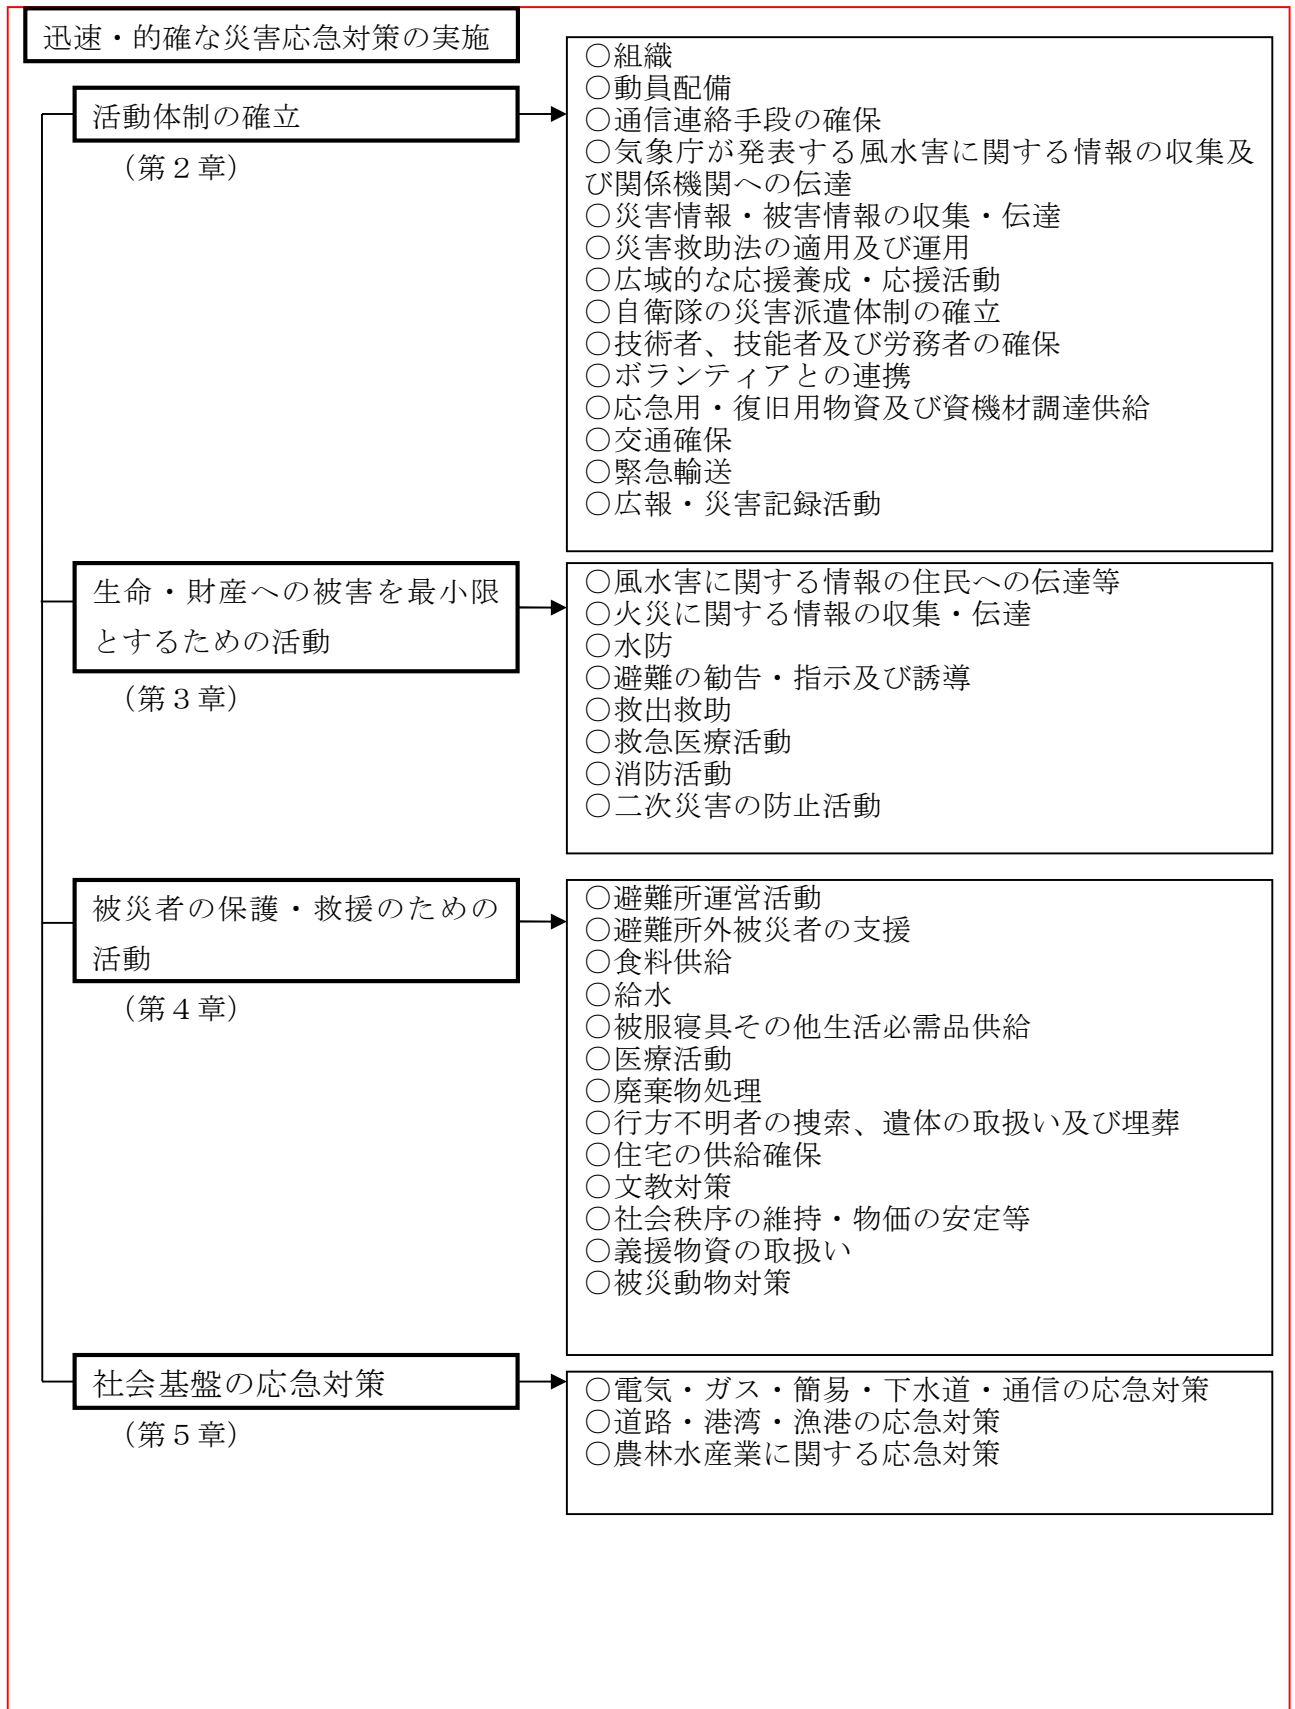 迅速・的確な災害応急対策の実施
活動体制の確立
（第２章）
○組織
○動員配備
○通信連絡手段の確保
○気象庁が発表する風水害に関する情報の収集及
び関係機関への伝達
○災害情報・被害情報の収集・伝達
○災害救助法の適用及び運用
○広域的な応援養成・応援活動
○自衛隊の災害派遣体制の確立
○技術者、技能者及び労務者の確保
○ボランティアとの連携
○応急用・復旧用物資及び資機材調達供給
○交通確保
○緊急輸送
○広報・災害記録活動
生命・財産への被害を最小限
とするための活動
（第３章）
○風水害に関する情報の住民への伝達等
○火災に関する情報の収集・伝達
○水防
○避難の勧告・指示及び誘導
○救出救助
○救急医療活動
○消防活動
○二次災害の防止活動
被災者の保護・救援のための
活動
（第４章）
○避難所運営活動
○避難所外被災者の支援
○食料供給
○給水
○被服寝具その他生活必需品供給
○医療活動
○廃棄物処理
○行方不明者の捜索、遺体の取扱い及び埋葬
○住宅の供給確保
○文教対策
○社会秩序の維持・物価の安定等
○義援物資の取扱い
○被災動物対策
社会基盤の応急対策
（第５章）
○電気・ガス・簡易・下水道・通信の応急対策
○道路・港湾・漁港の応急対策
○農林水産業に関する応急対策